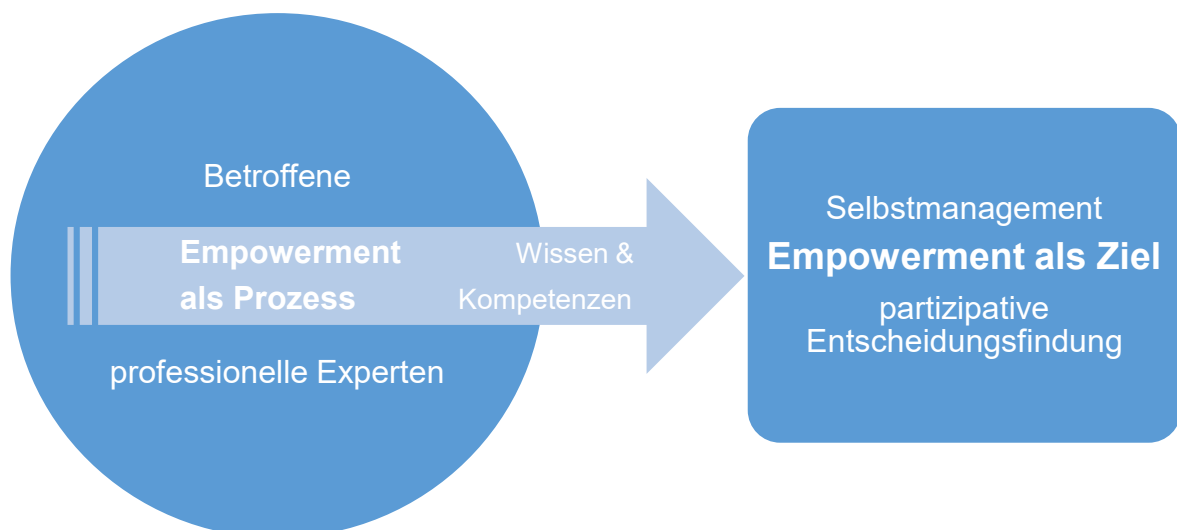 Betroffene
Empowerment
als Prozess
Wissen &
Kompetenzen
professionelle Experten
Selbstmanagement
Empowerment als Ziel
partizipative
Entscheidungsfindung